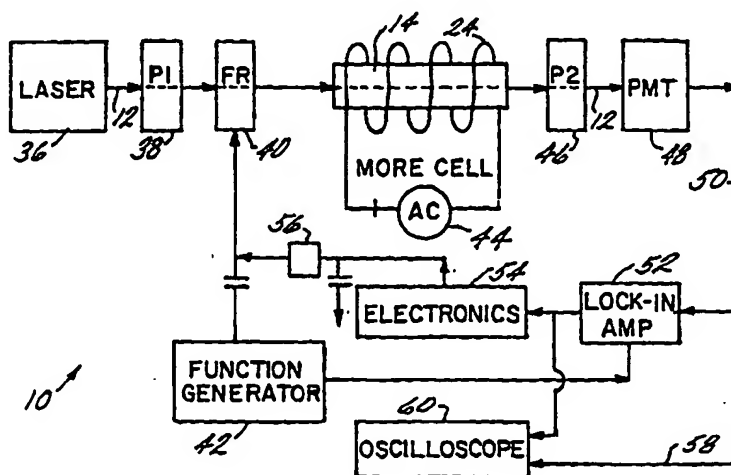 14
24
LASER
P1
FR
P2
PMT
12
12
36
38
40
46
48
MORE CELL
50
AC
44
56
54
52
ELECTRONICS
LOCK-IN
AMP
FUNCTION
GENERATOR
10
42
60
OSCILLOSCOPE
58